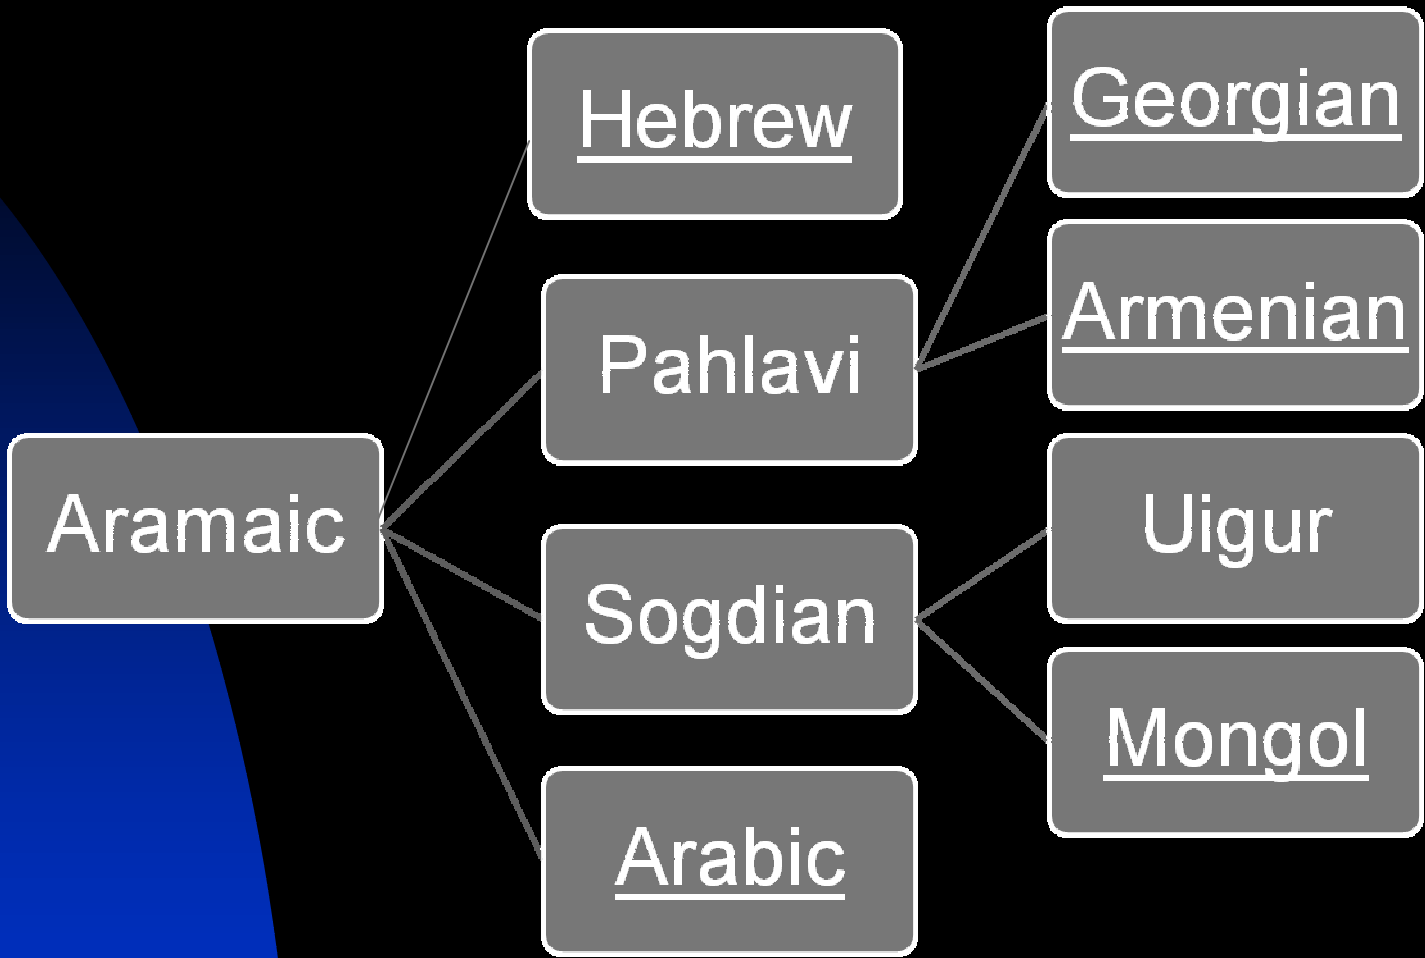 Aramaic
Hebrew
Pahlavi
Sogdian
Arabic
Georgian
Armenian
Uigur
Mongol